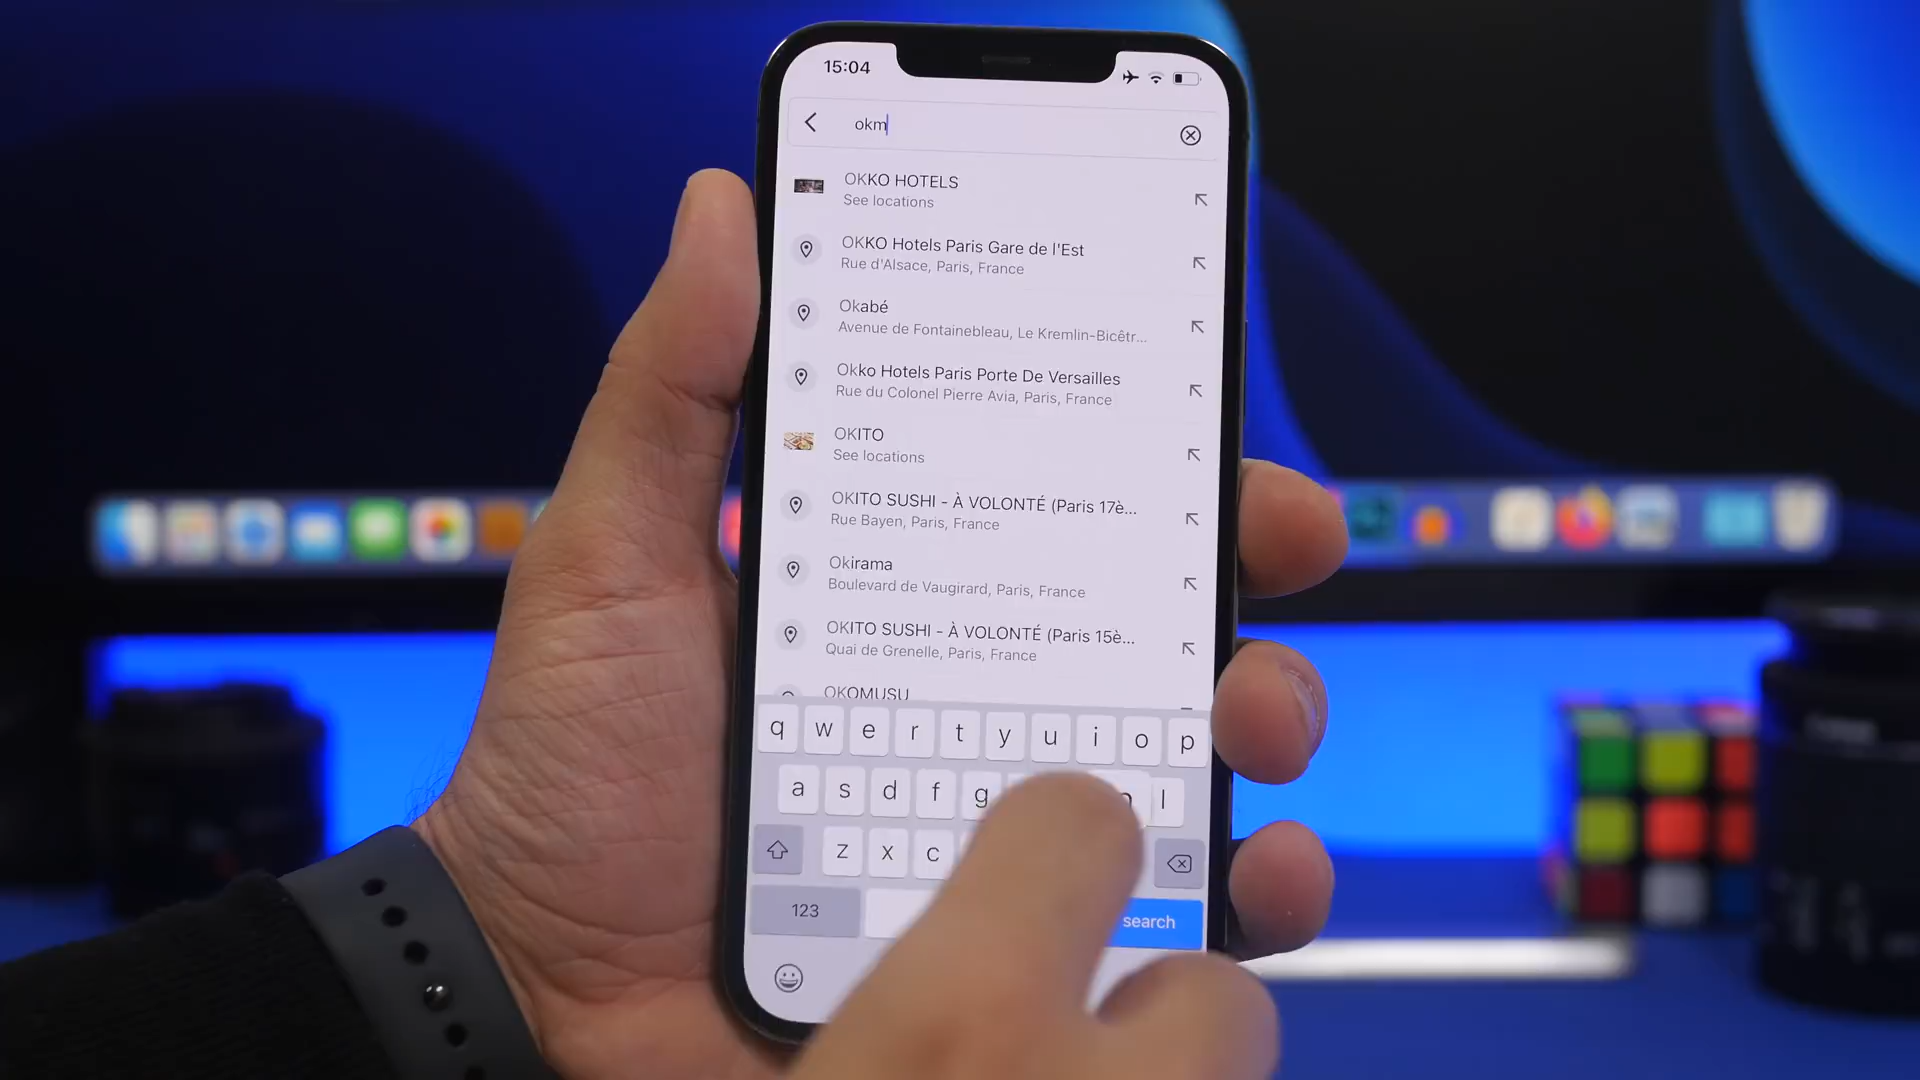 15:04
okm
OKKO HOTELS
See locations
OKKO Hotels Paris Gare de l'Est
Rue d'Alsace, Paris, France
Okabé
Avenue de Fontainebleau, Le Kremlin-Bicêtr...
Okko Hotels Paris Porte De Versailles
Rue du Colonel Pierre Avia, Paris, France
OKITO
See locations
OKITO SUSHI - À VOLONTÉ (Paris 17è...
Rue Bayen, Paris, France
Okirama
Boulevard de Vaugirard, Paris, France
OKITO SUSHI - À VOLONTÉ (Paris 15è...
Quai de Grenelle, Paris, France
OKOMUSU
q w e r t y u i o p
a s d f g l
z x c
123 search